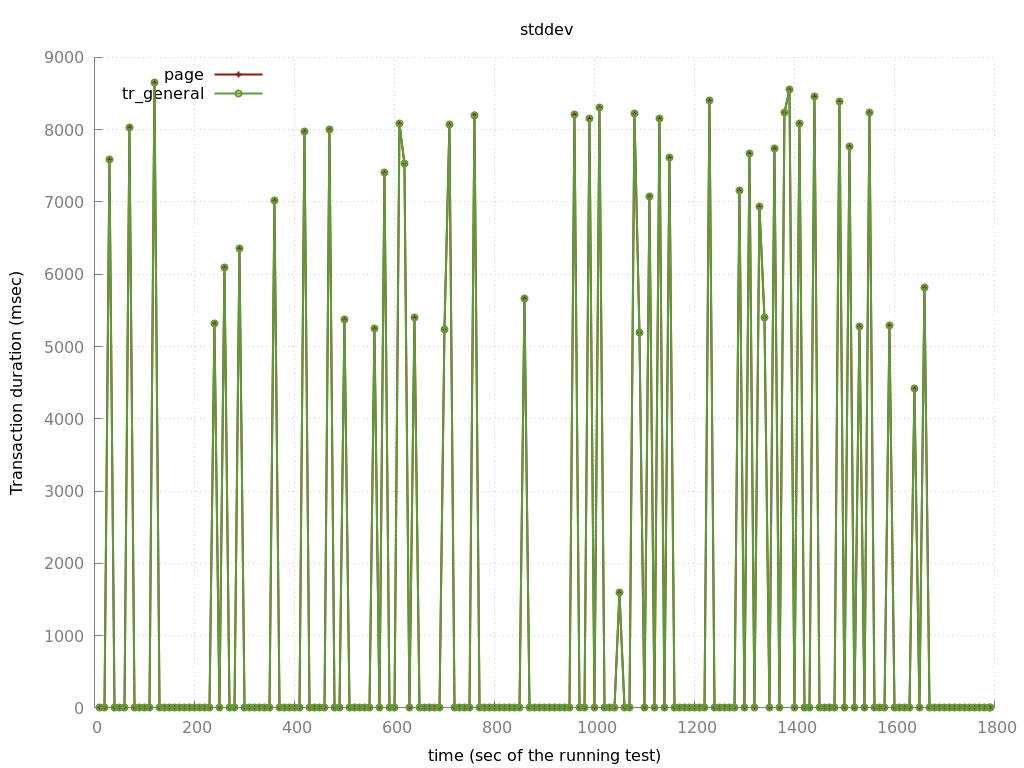 stddev
9000
page
tr_general
8000
7000
6000
5000
4000
3000
2000
1000
0
Transaction duration (msec)
0 200 400 600 800 1000 1200 1400 1600 1800
time (sec of the running test)